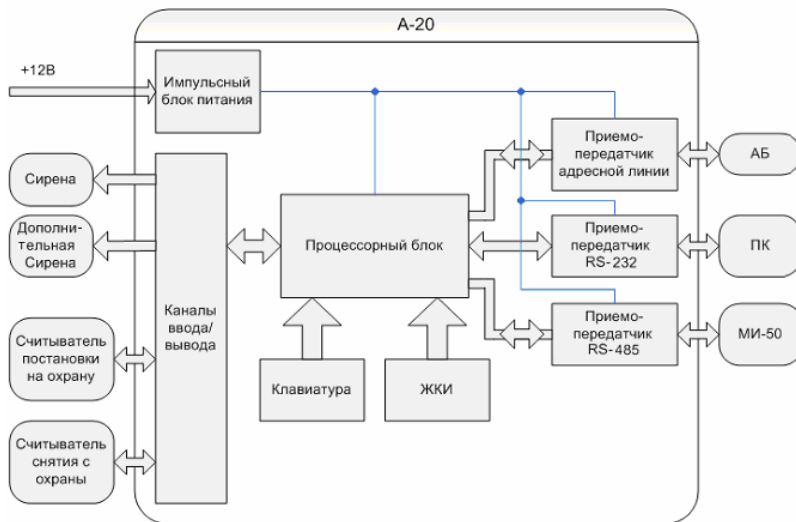 А-20
+12В
Импульсный
блок питания
Сирена
Дополни-
тельная
Сирена
Считыватель
постановки
на охрану
Считыватель
снятия с
охраны
Каналы
ввода/
вывода
Процессорный блок
Клавиатура
ЖКИ
Приемо-
передатчик
адресной линии
Приемо-
передатчик
RS-232
Приемо-
передатчик
RS-485
АБ
ПК
МИ-50